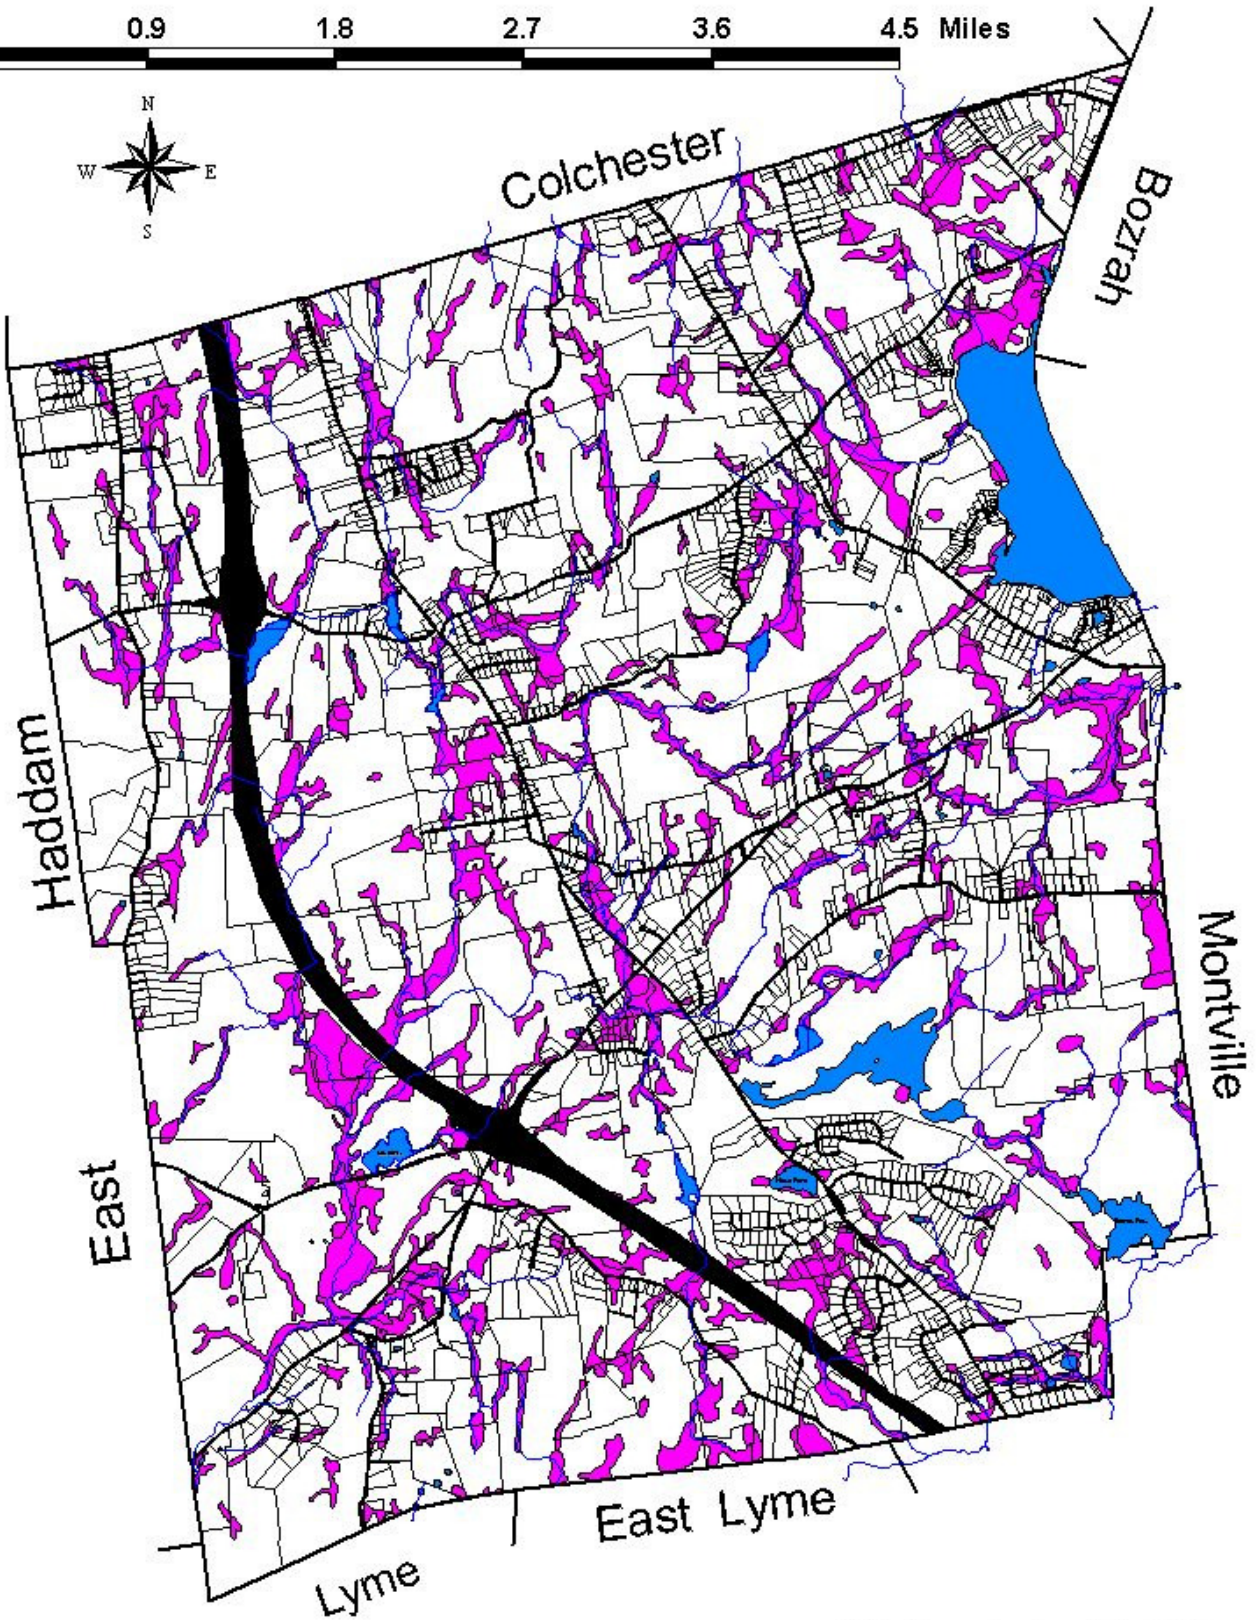 0.9 1.8 2.7 3.6 4.5 Miles
N
W E
S
Colchester
Bozrah
Haddam
Montville
East
East Lyme
Lyme